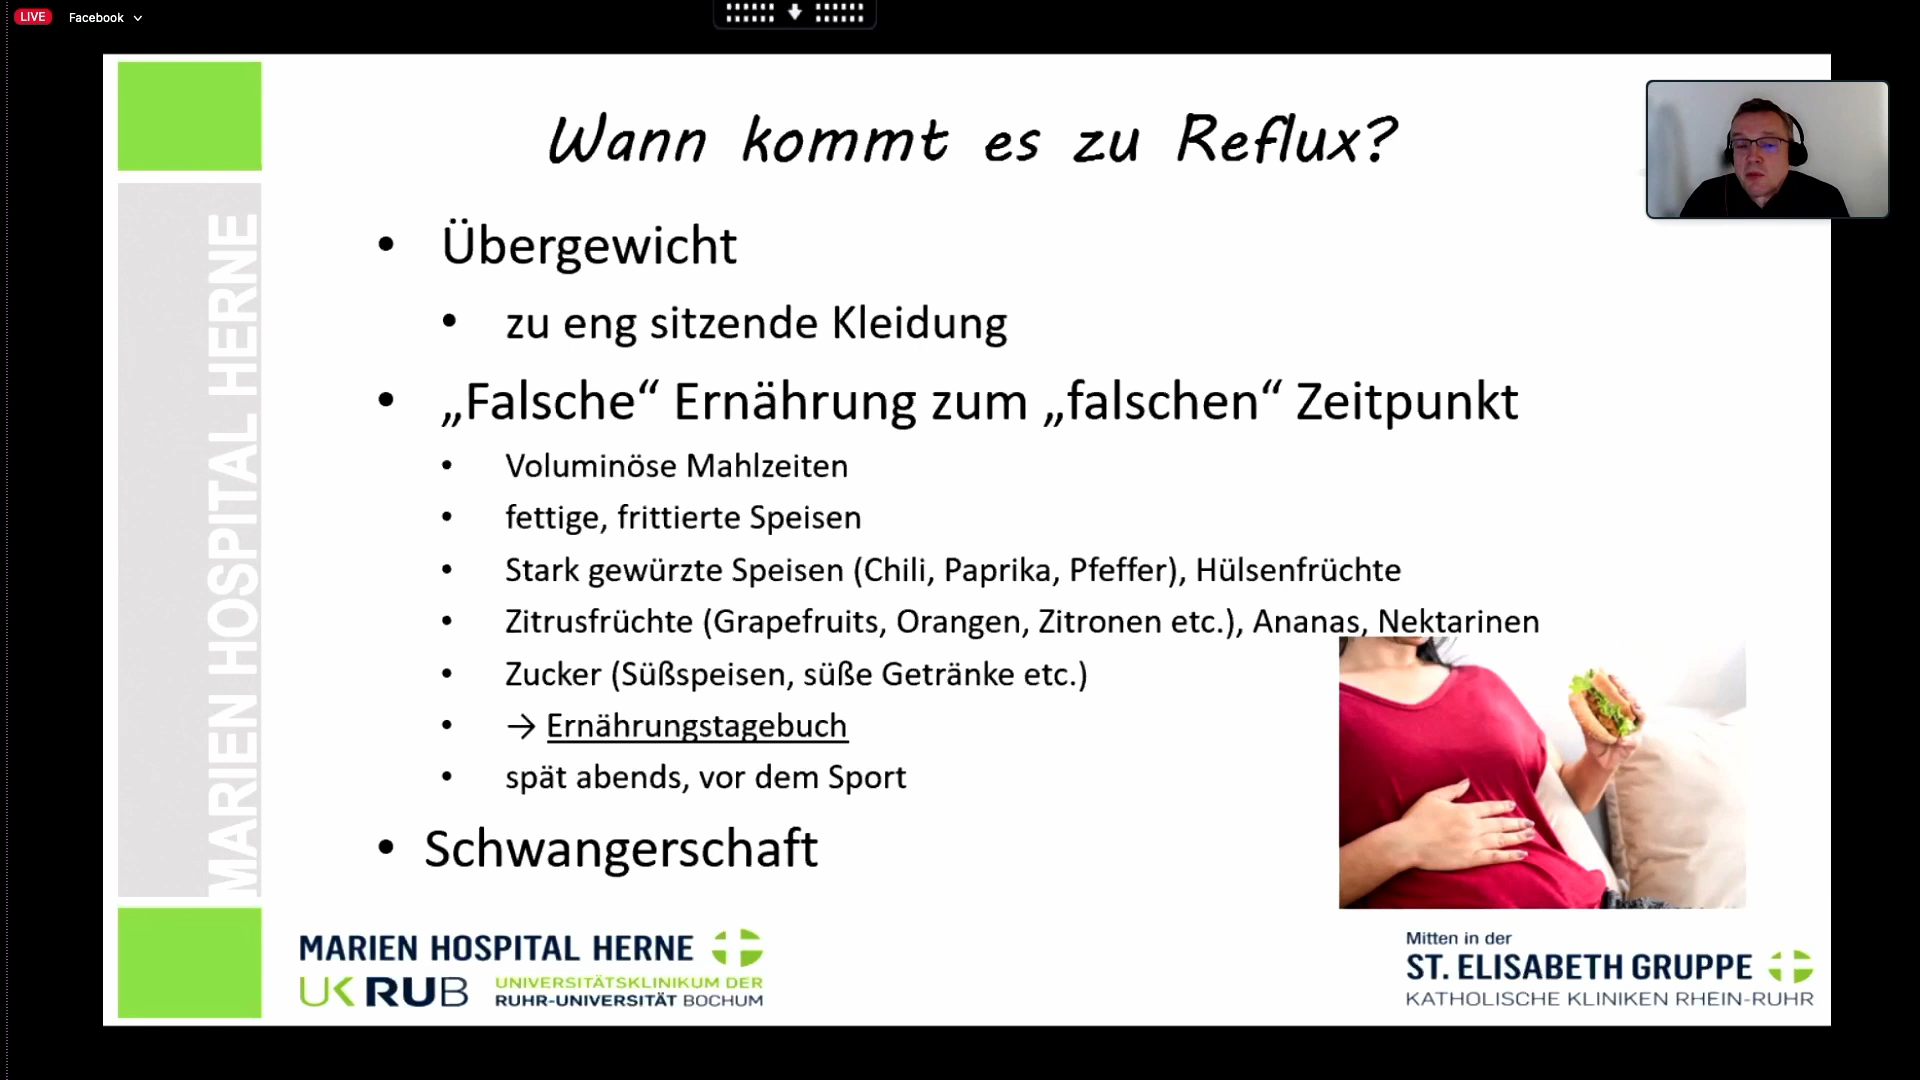 LIVE Facebook
Wann kommt es zu Reflux?
• Übergewicht
• zu eng sitzende Kleidung
• „Falsche“ Ernährung zum „falschen“ Zeitpunkt
• Voluminöse Mahlzeiten
• fettige, frittierte Speisen
• Stark gewürzte Speisen (Chili, Paprika, Pfeffer), Hülsenfrüchte
• Zitrusfrüchte (Grapefruits, Orangen, Zitronen etc.), Ananas, Nektarinen
• Zucker (Süßspeisen, süße Getränke etc.)
• → Ernährungstagebuch
• spät abends, vor dem Sport
• Schwangerschaft
MARIEN HOSPITAL HERNE
MARIEN HOSPITAL HERNE
UK RUB
UNIVERSITÄTSKLINIKUM DER
RUHR-UNIVERSITÄT BOCHUM
Mitten in der
ST. ELISABETH GRUPPE
KATHOLISCHE KLINIKEN RHEIN-RUHR